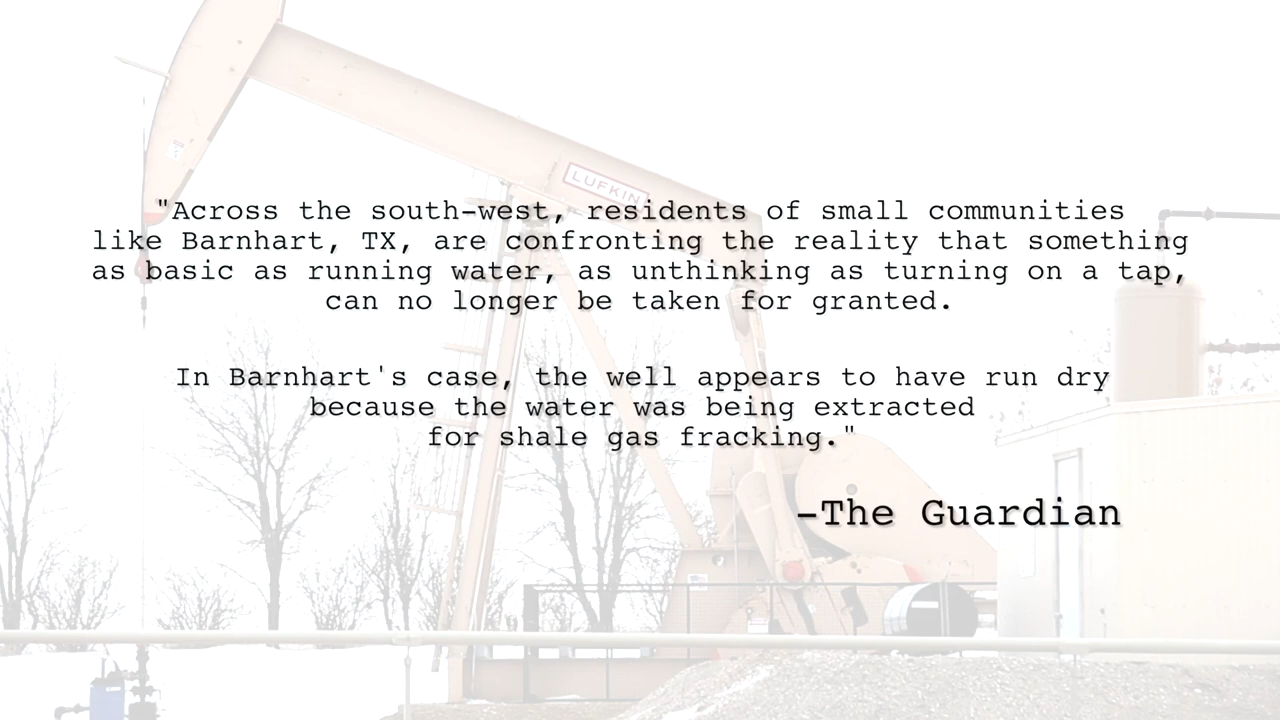 LUFKIN
"Across the south-west, residents of small communities
like Barnhart, TX, are confronting the reality that something
as basic as running water, as unthinking as turning on a tap,
can no longer be taken for granted.
In Barnhart's case, the well appears to have run dry
because the water was being extracted
for shale gas fracking."
-The Guardian